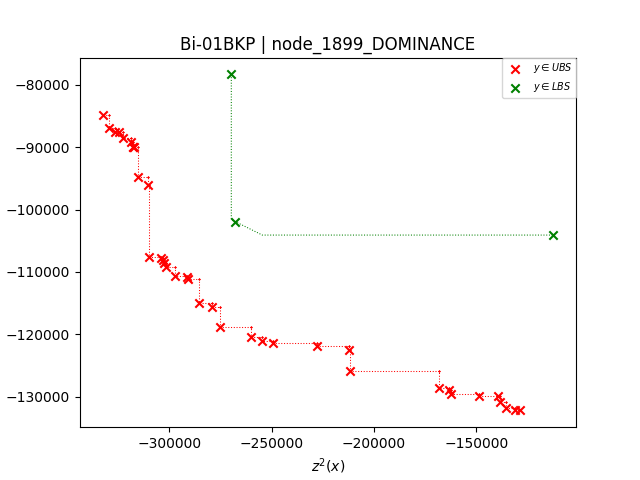 Bi-01BKP | node_1899_DOMINANCE
y ∈ UBS
y ∈ LBS
−80000
−90000
−100000
−110000
−120000
−130000
−300000 −250000 −200000 −150000
z²(x)